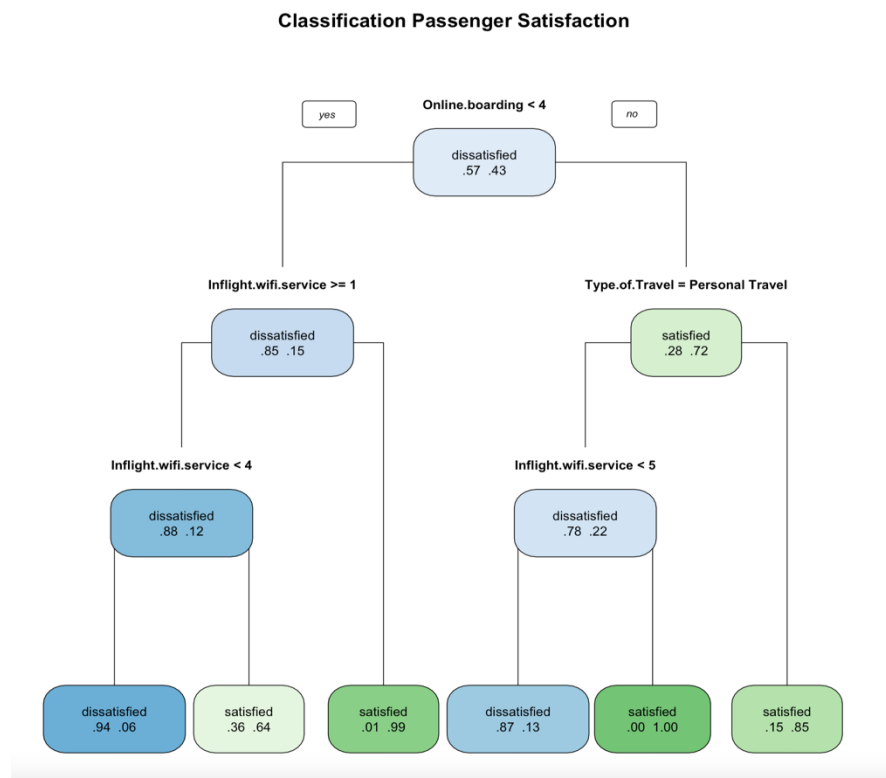 Classification Passenger Satisfaction
Online.boarding < 4
yes
no
dissatisfied
.57 .43
Inflight.wifi.service >= 1
Type.of.Travel = Personal Travel
dissatisfied
.85 .15
satisfied
.28 .72
Inflight.wifi.service < 4
Inflight.wifi.service < 5
dissatisfied
.88 .12
dissatisfied
.78 .22
dissatisfied
.94 .06
satisfied
.36 .64
satisfied
.01 .99
dissatisfied
.87 .13
satisfied
.00 1.00
satisfied
.15 .85